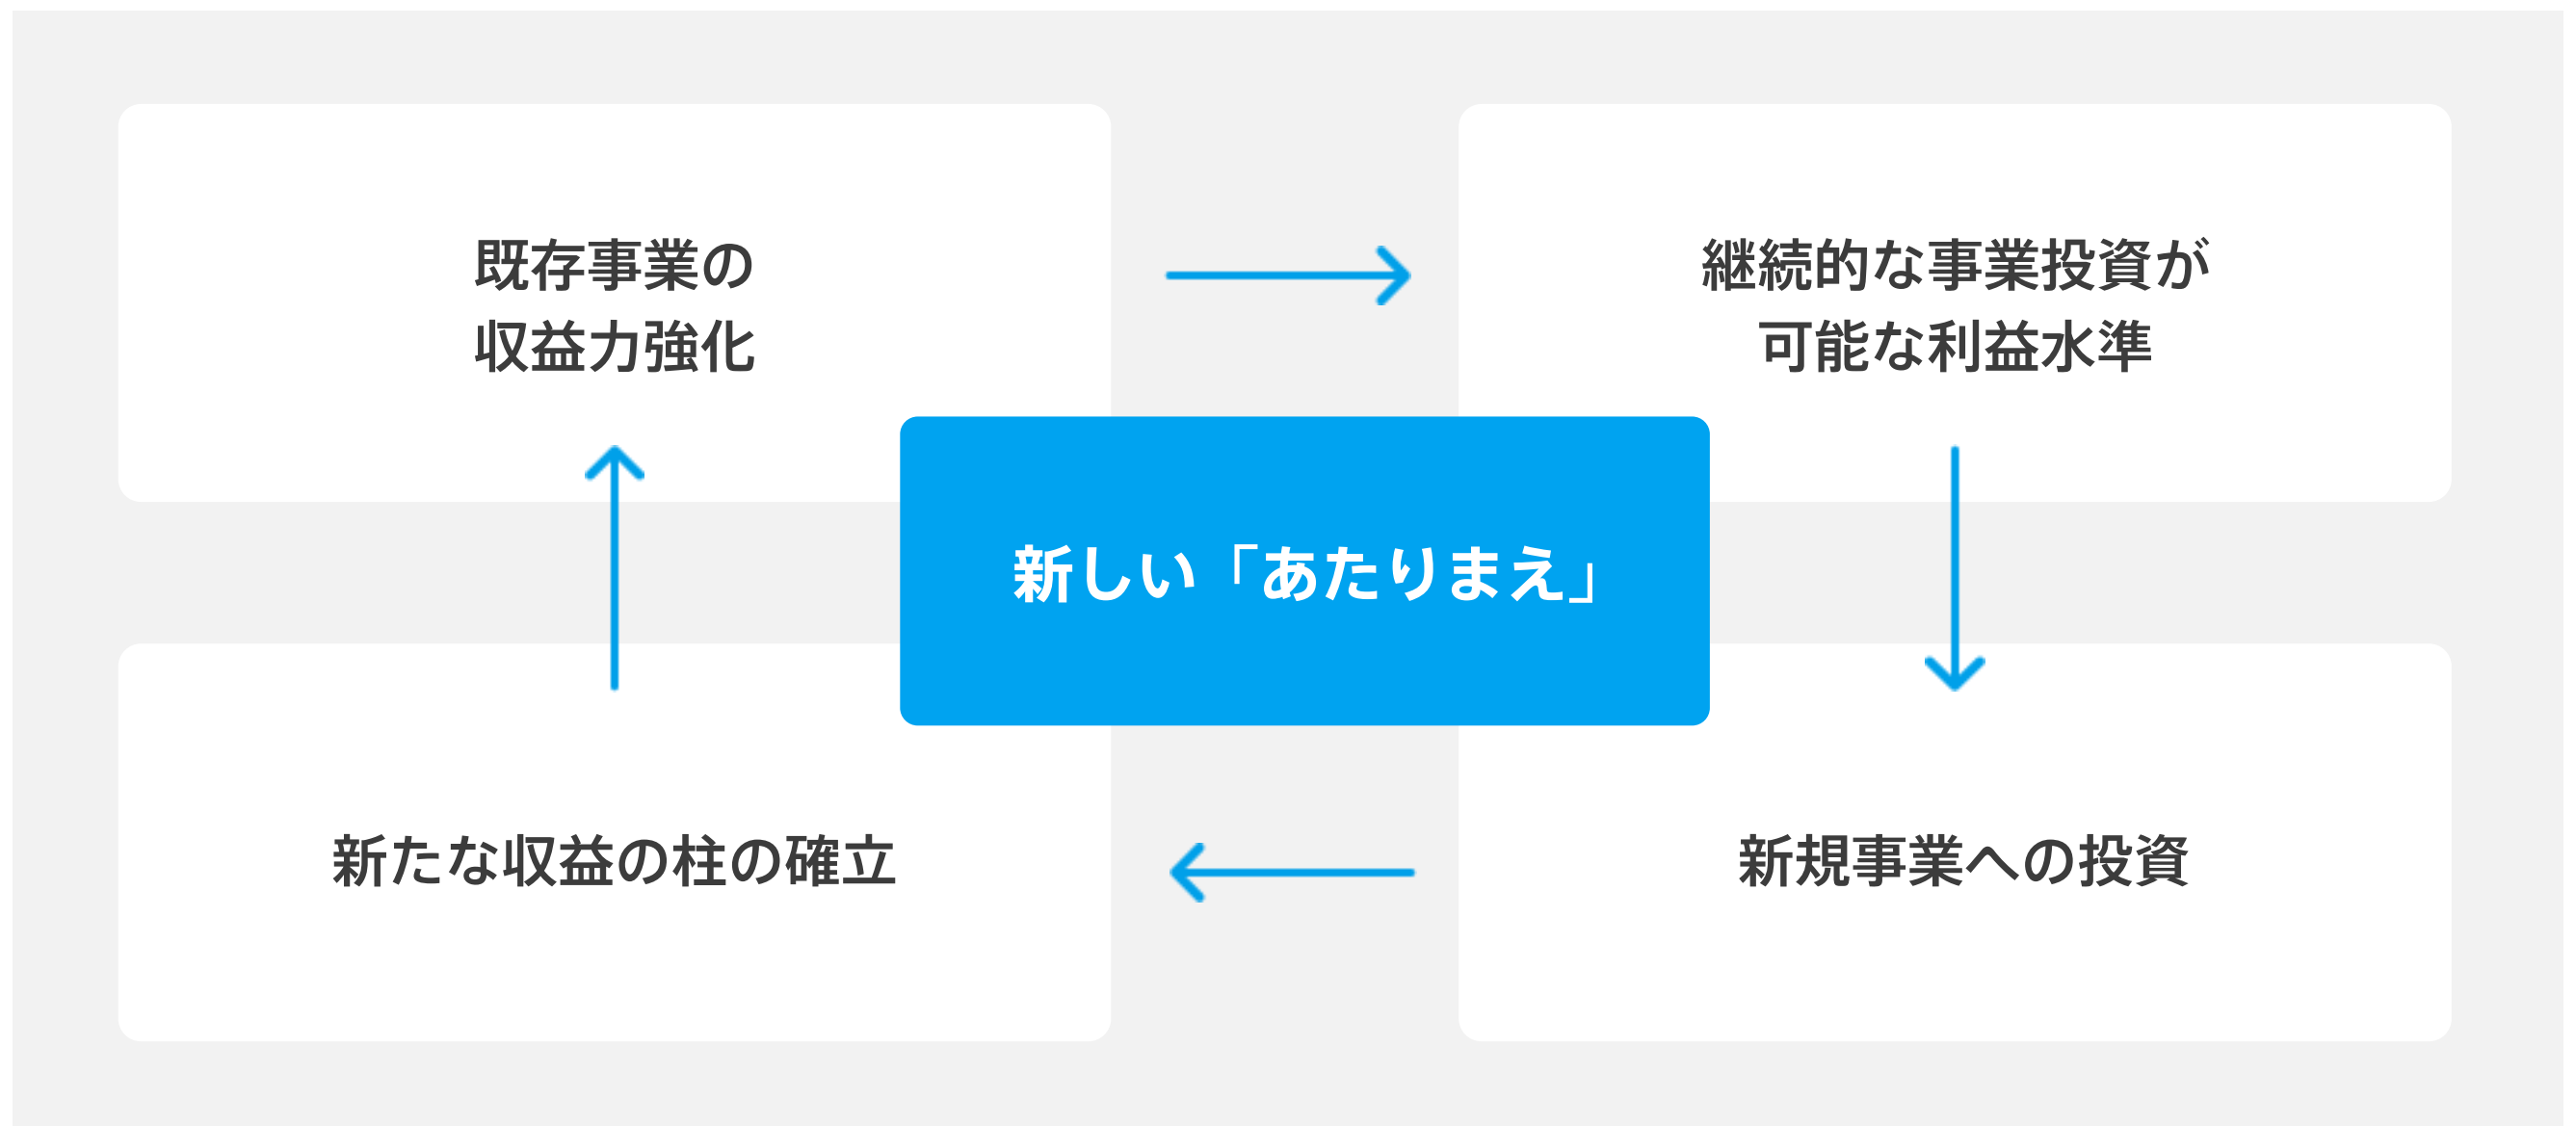 既存事業の
収益力強化
継続的な事業投資が
可能な利益水準
新しい「あたりまえ」
新たな収益の柱の確立
新規事業への投資